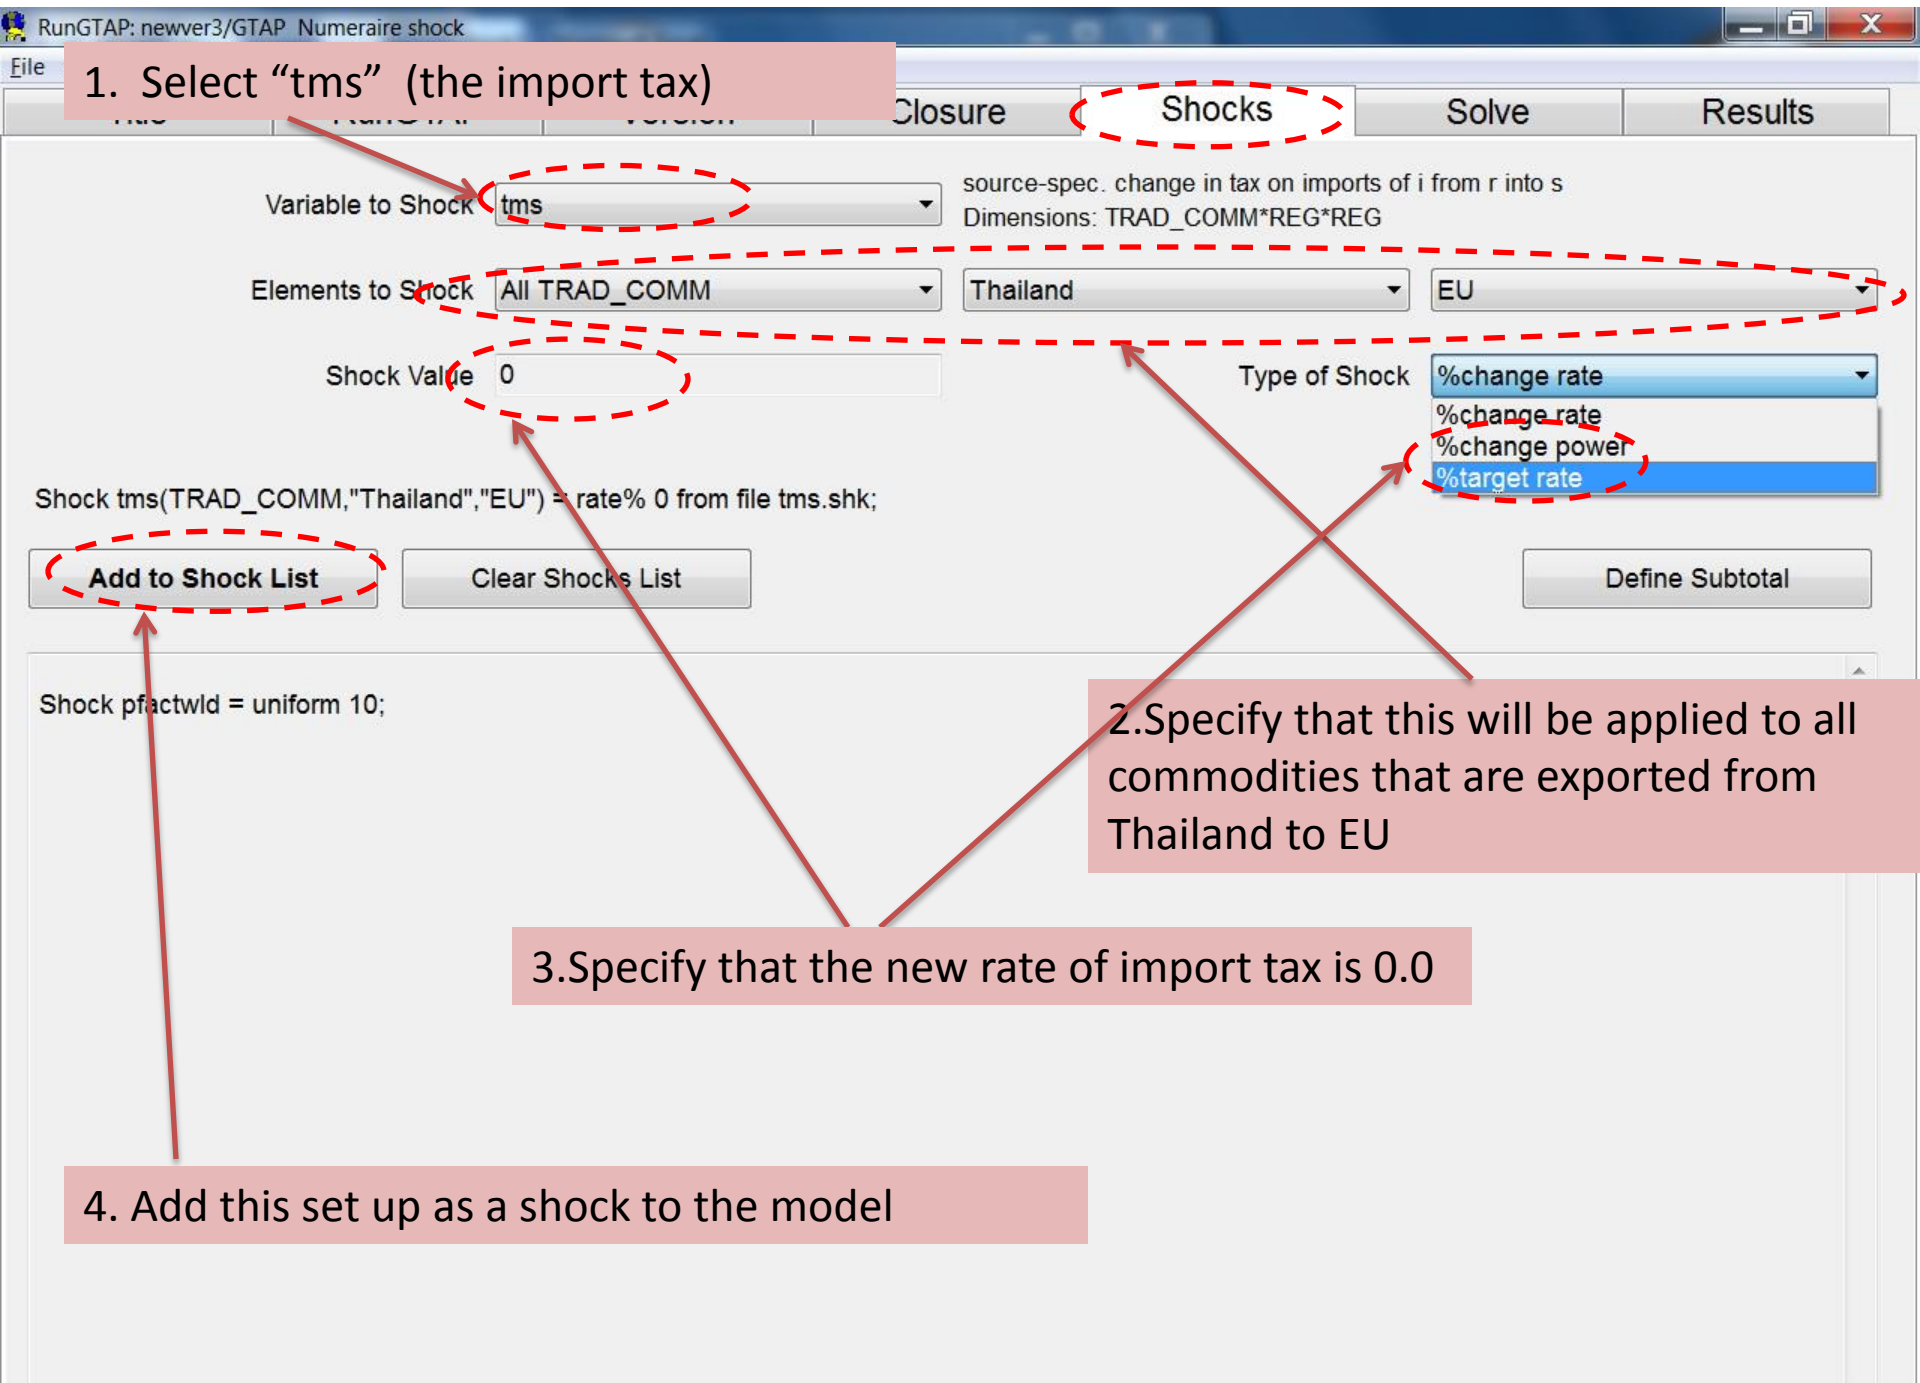 RunGTAP: newver3/GTAP Numeraire shock
File
1. Select “tms” (the import tax)
Closure Shocks Solve Results
Variable to Shock tms
source-spec. change in tax on imports of i from r into s
Dimensions: TRAD_COMM*REG*REG
Elements to Shock All TRAD_COMM Thailand EU
Shock Value 0 Type of Shock %change rate
%change rate
%change power
%target rate
Shock tms(TRAD_COMM,"Thailand","EU") = rate% 0 from file tms.shk;
Add to Shock List Clear Shocks List Define Subtotal
Shock pfactwld = uniform 10;
2.Specify that this will be applied to all
commodities that are exported from
Thailand to EU
3.Specify that the new rate of import tax is 0.0
4. Add this set up as a shock to the model